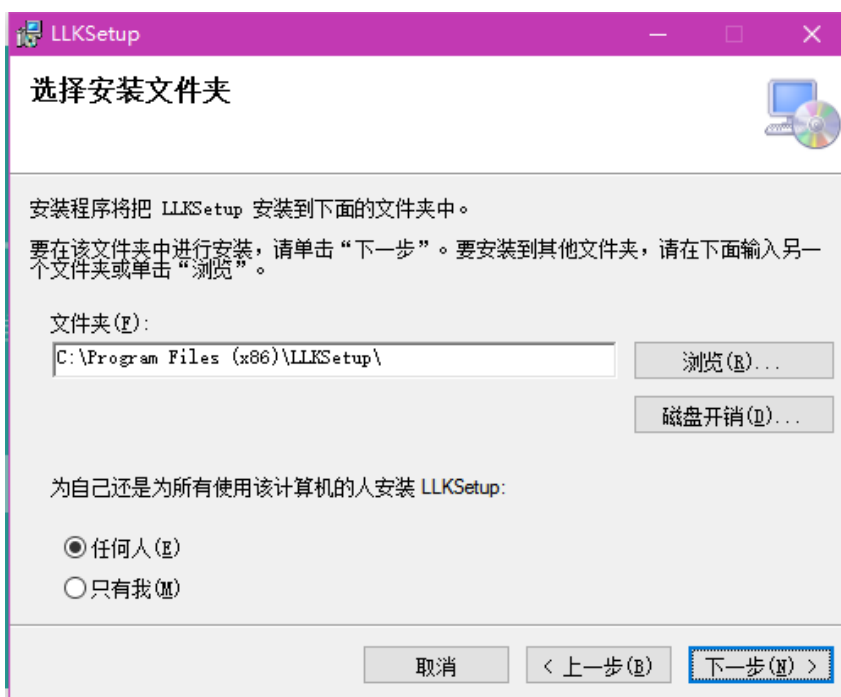 LLKSetup
选择安装文件夹
安装程序将把 LLKSetup 安装到下面的文件夹中。
要在该文件夹中进行安装，请单击“下一步”。要安装到其他文件夹，请在下面输入另一
个文件夹或单击“浏览”。
文件夹(F):
C:\Program Files (x86)\LLKSetup\
浏览(R)...
磁盘开销(D)...
为自己还是为所有使用该计算机的人安装 LLKSetup:
任何人(E)
只有我(M)
取消
< 上一步(B)
下一步(N) >